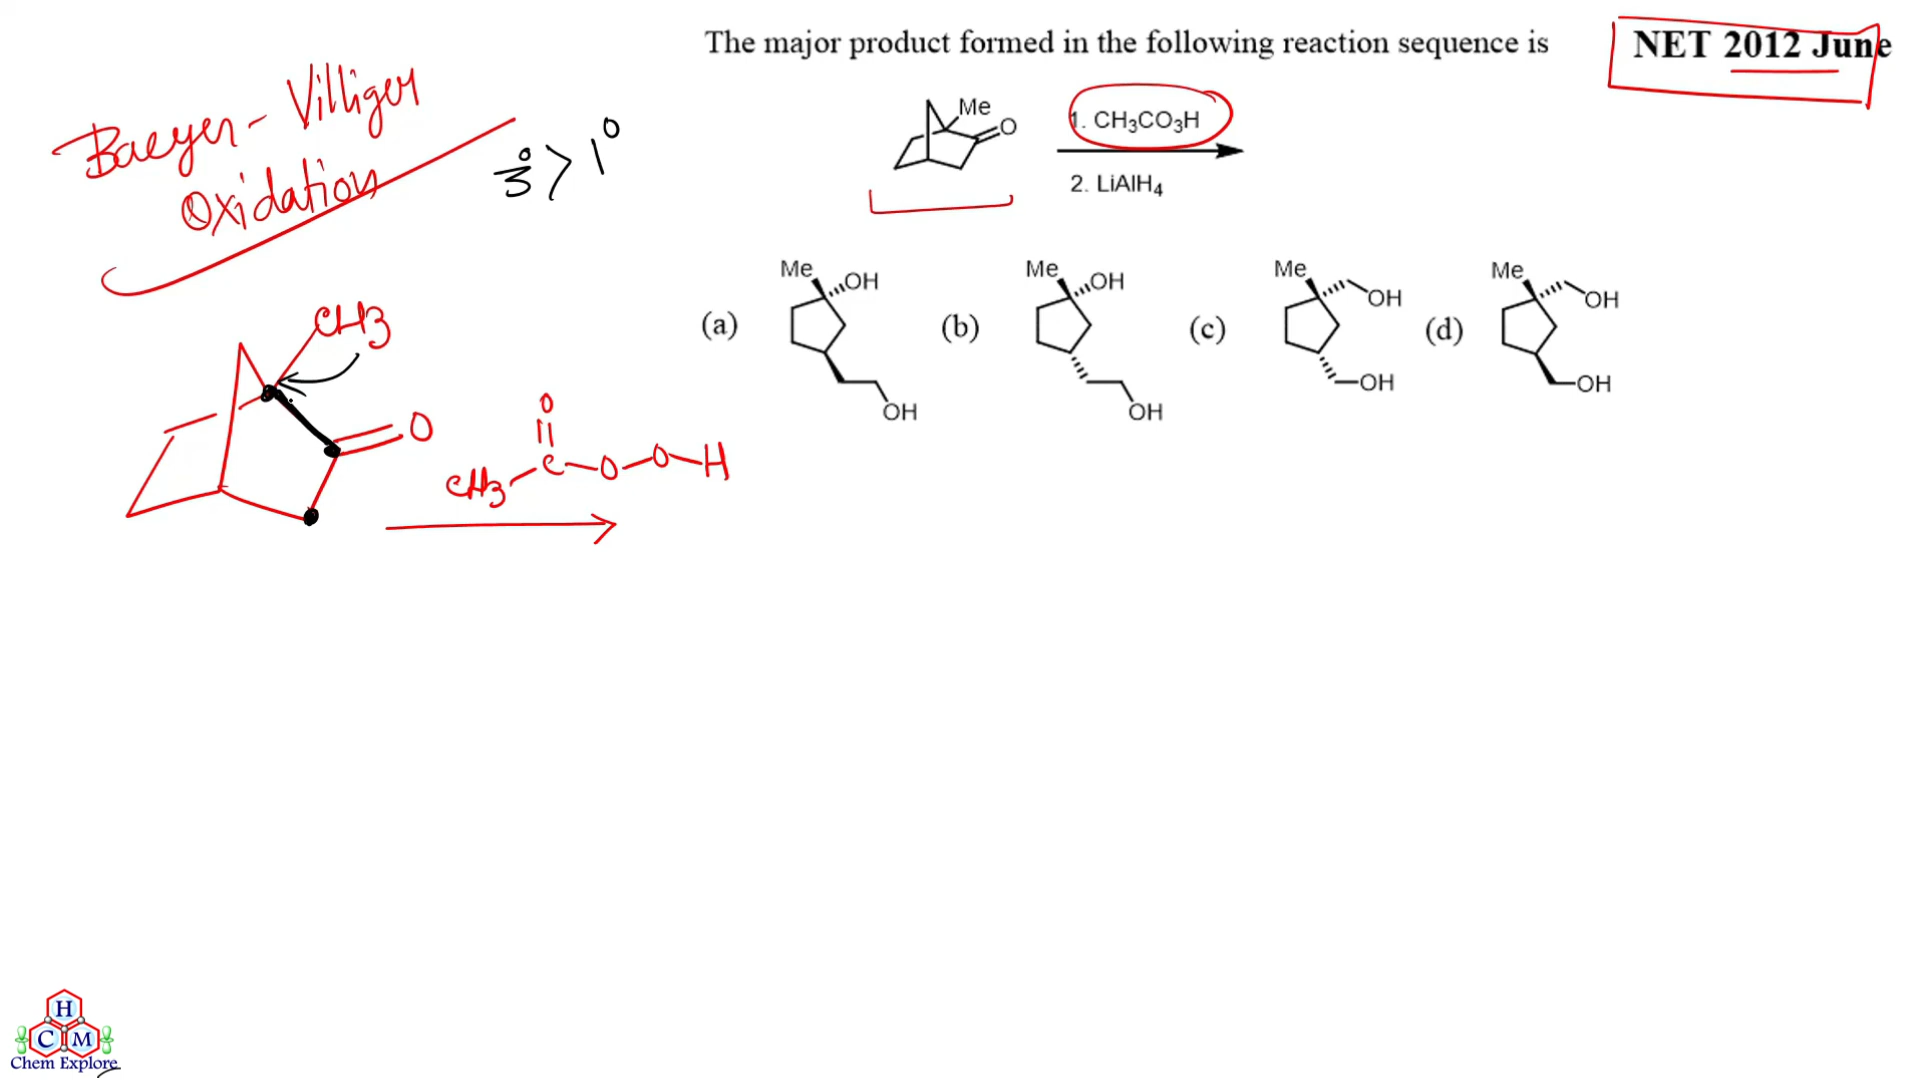 The major product formed in the following reaction sequence is
NET 2012 June
Baeyer-Villiger
Oxidation
3° > 1°
Me
O
1. CH₃CO₃H
2. LiAlH₄
(a)
Me
OH
OH
(b)
Me
OH
OH
(c)
Me
OH
OH
(d)
Me
OH
OH
CH3
O
O
CH3 C O O H
H
C M
Chem Explore